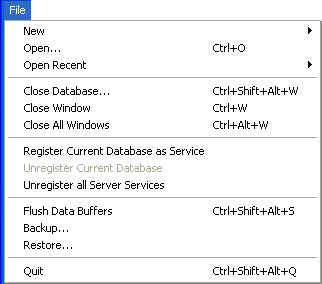 File
New
Open... Ctrl+O
Open Recent
Close Database... Ctrl+Shift+Alt+W
Close Window Ctrl+W
Close All Windows Ctrl+Alt+W
Register Current Database as Service
Unregister Current Database
Unregister all Server Services
Flush Data Buffers Ctrl+Shift+Alt+S
Backup...
Restore...
Quit Ctrl+Shift+Alt+Q